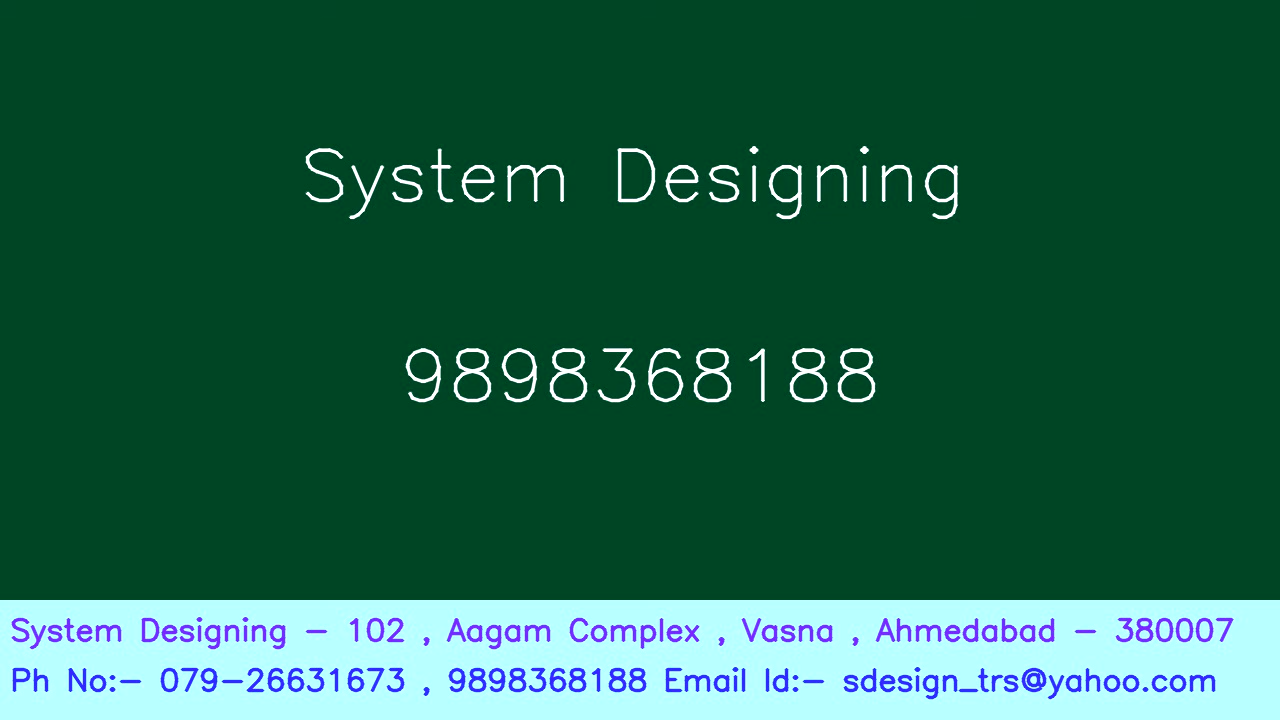 System Designing
9898368188
System Designing - 102 , Aagam Complex , Vasna , Ahmedabad - 380007
Ph No:- 079-26631673 , 9898368188 Email Id:- sdesign_trs@yahoo.com